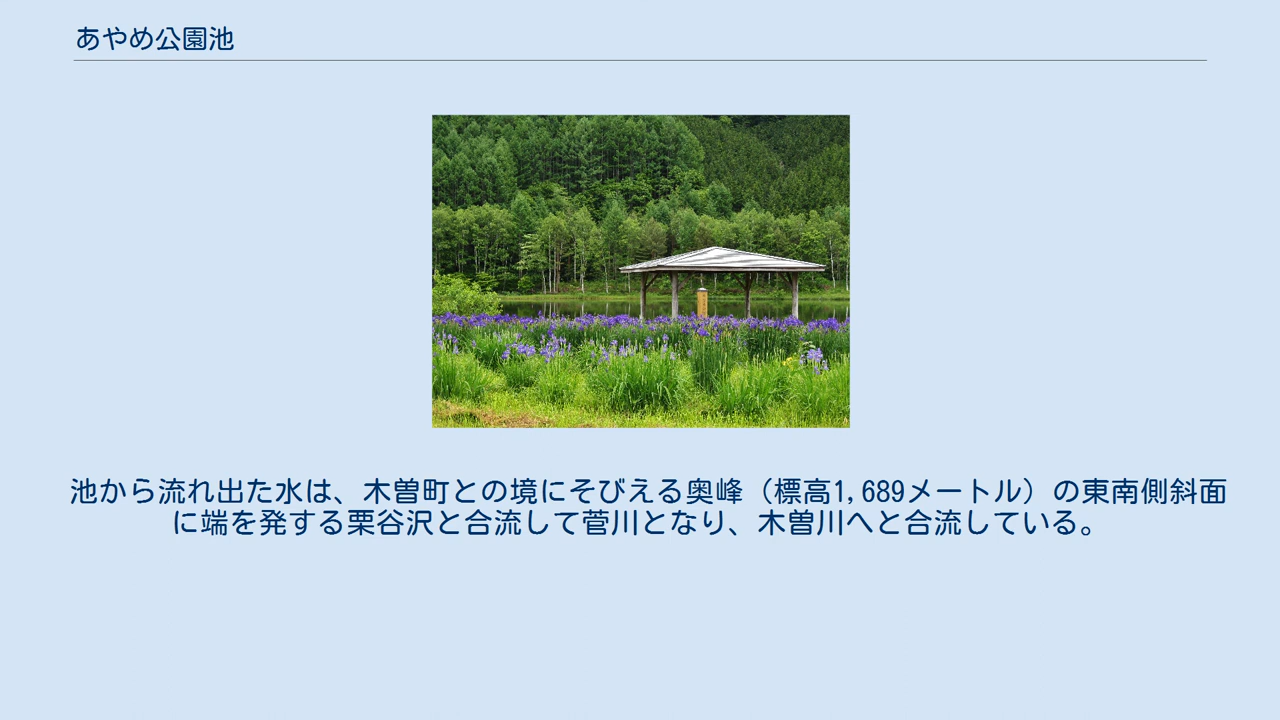 あやめ公園池
池から流れ出た水は、木曽町との境にそびえる奥峰（標高1,689メートル）の東南側斜面
に端を発する栗谷沢と合流して菅川となり、木曽川へと合流している。